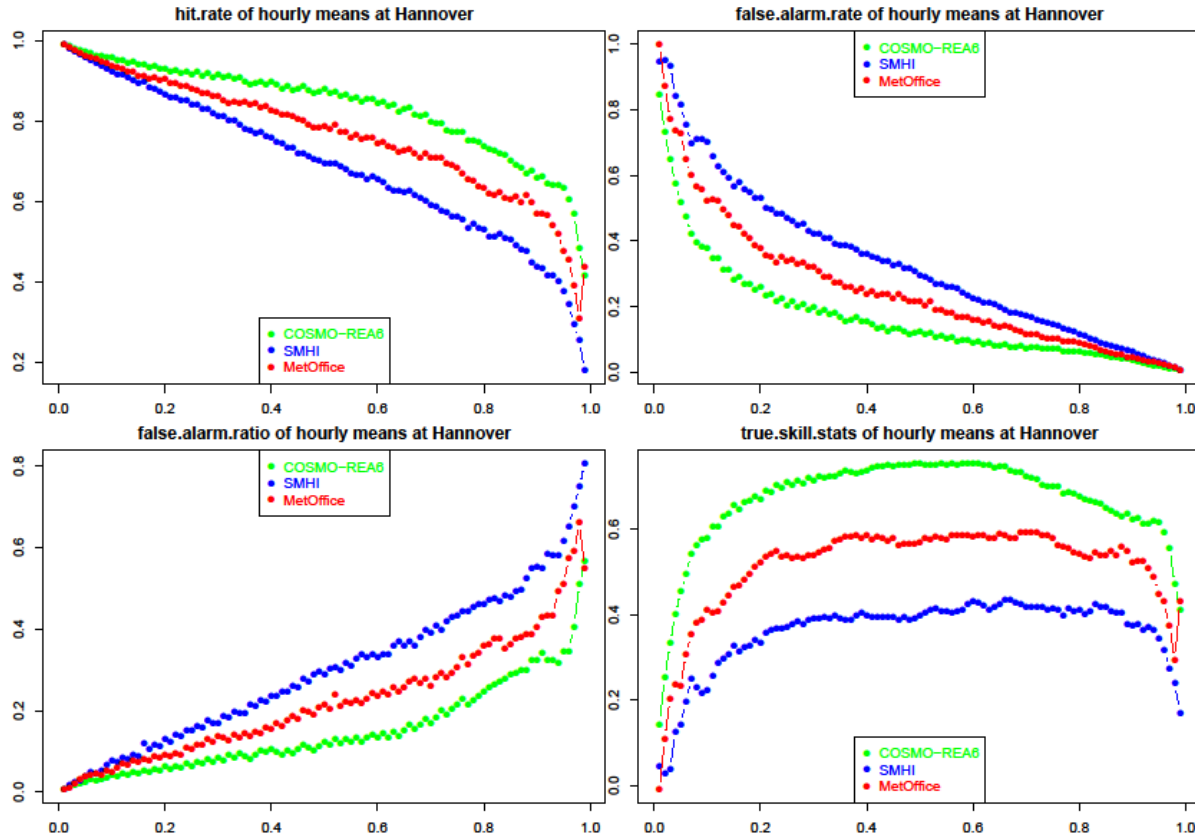 hit.rate of hourly means at Hannover
1.0
0.8
0.6
0.4
0.2
COSMO-REA6
SMHI
MetOffice
0.0 0.2 0.4 0.6 0.8 1.0
false.alarm.rate of hourly means at Hannover
1.0
0.8
0.6
0.4
0.2
0.0
COSMO-REA6
SMHI
MetOffice
0.0 0.2 0.4 0.6 0.8 1.0
false.alarm.ratio of hourly means at Hannover
0.8
0.6
0.4
0.2
0.0
COSMO-REA6
SMHI
MetOffice
0.0 0.2 0.4 0.6 0.8 1.0
true.skill.stats of hourly means at Hannover
0.6
0.4
0.2
0.0
COSMO-REA6
SMHI
MetOffice
0.0 0.2 0.4 0.6 0.8 1.0